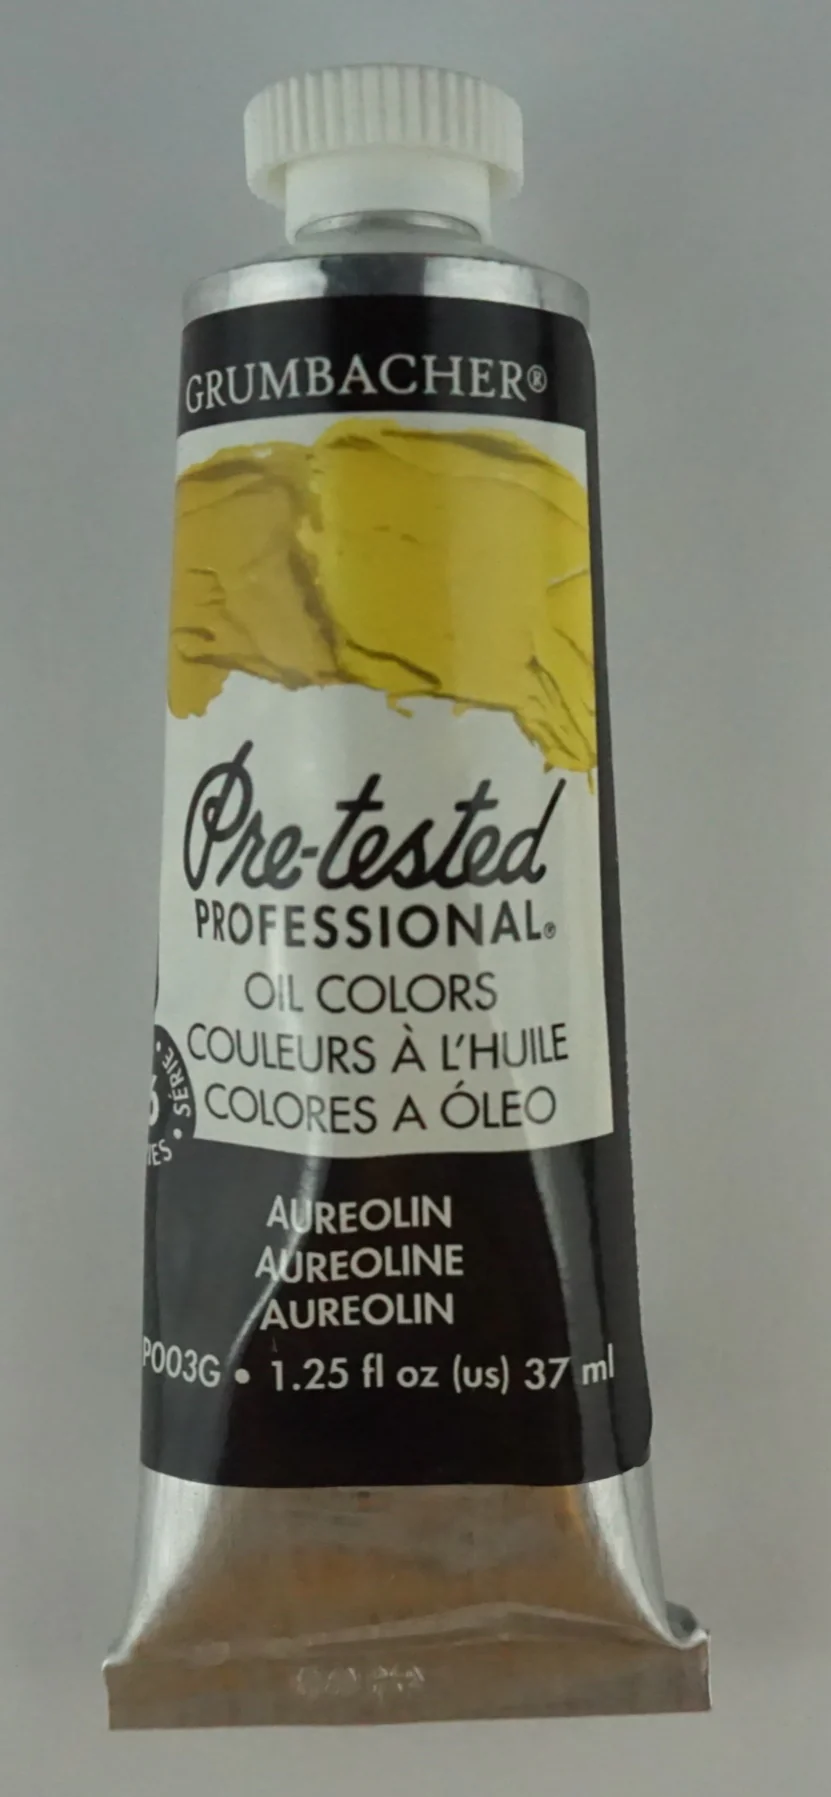 GRUMBACHER®
Pre-tested
PROFESSIONAL®
OIL COLORS
COULEURS À L'HUILE
COLORES A ÓLEO
SÉRIE
AUREOLIN
AUREOLINE
AUREOLIN
P003G • 1.25 fl oz (us) 37 ml